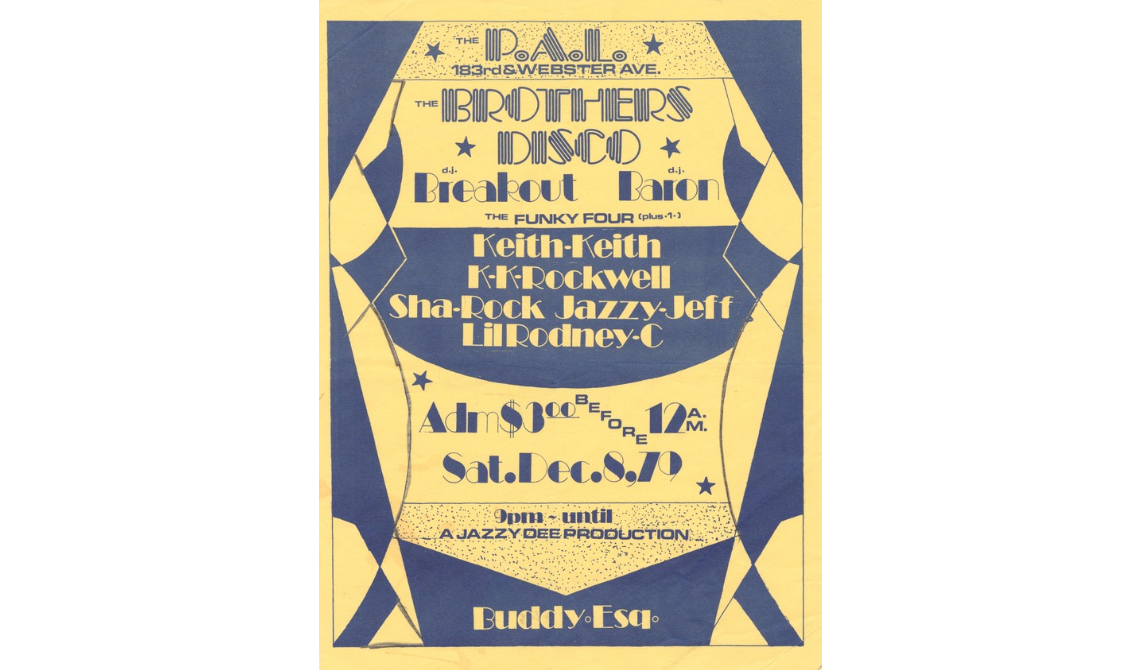 THE P.A.L.
183rd & WEBSTER AVE.
THE BROTHERS
DISCO
d.j. Breakout d.j. Baron
THE FUNKY FOUR (plus·1·)
Keith-Keith
K-K-Rockwell
Sha-Rock Jazzy-Jeff
Lil Rodney-C
Adm $3.00 BEFORE 12 A.M.
Sat. Dec. 8, 79
9pm ~ until
A JAZZY DEE PRODUCTION
Buddy. Esq.